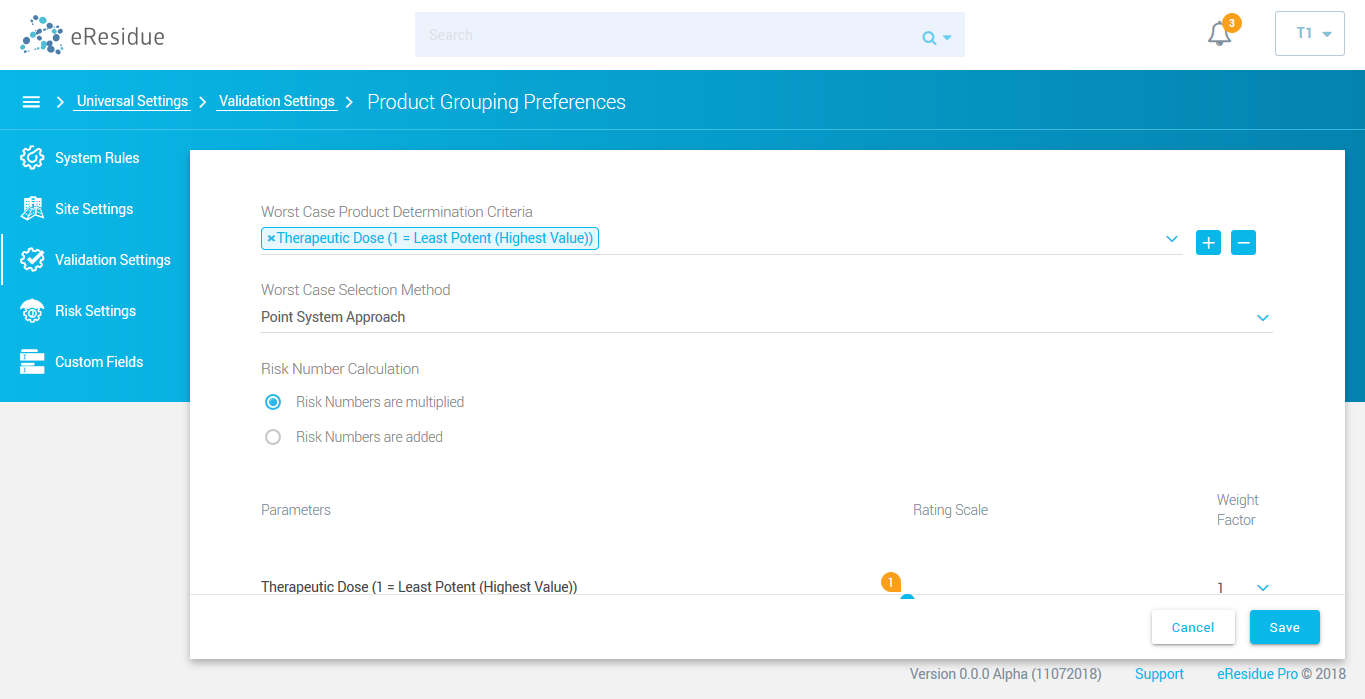 eResidue
Search
3
T1
Universal Settings
Validation Settings
Product Grouping Preferences
System Rules
Site Settings
Validation Settings
Risk Settings
Custom Fields
Worst Case Product Determination Criteria
×Therapeutic Dose (1 = Least Potent (Highest Value))
Worst Case Selection Method
Point System Approach
Risk Number Calculation
Risk Numbers are multiplied
Risk Numbers are added
Parameters
Rating Scale
Weight
Factor
Therapeutic Dose (1 = Least Potent (Highest Value))
1
1
Cancel
Save
Version 0.0.0 Alpha (11072018)
Support
eResidue Pro © 2018